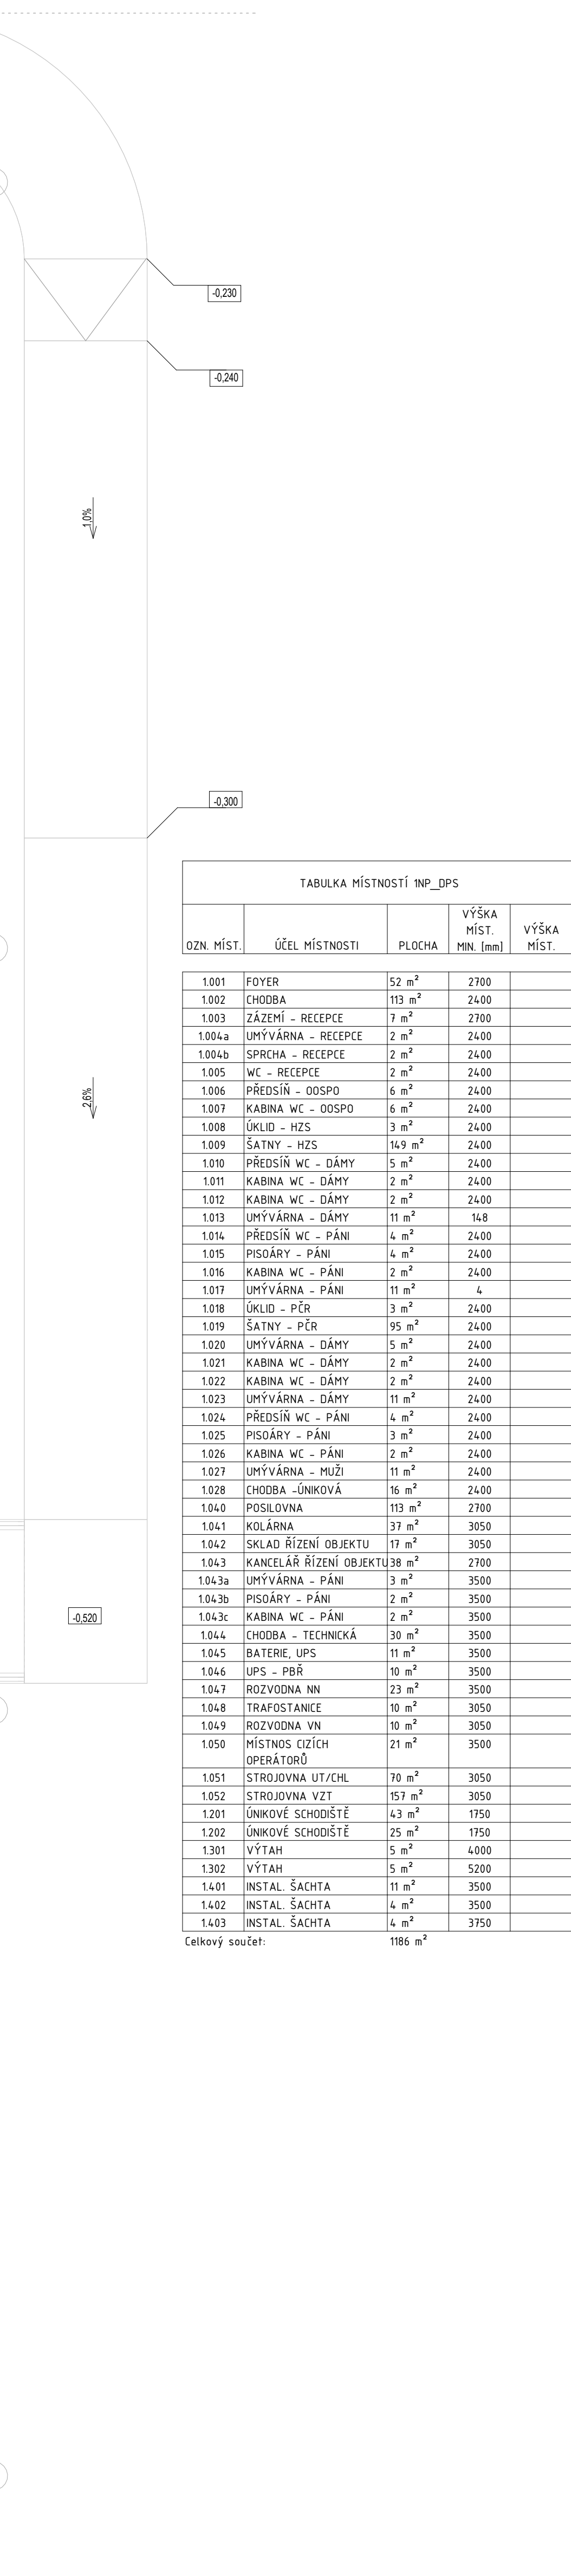 -0,230
-0,240
1,0%
-0,300
TABULKA MÍSTNOSTÍ 1NP_DPS
OZN. MÍST. ÚČEL MÍSTNOSTI PLOCHA VÝŠKA MÍST. MIN. [mm] VÝŠKA MÍST.
1.001 FOYER 52 m² 2700
1.002 CHODBA 113 m² 2400
1.003 ZÁZEMÍ - RECEPCE 7 m² 2700
1.004a UMÝVÁRNA - RECEPCE 2 m² 2400
1.004b SPRCHA - RECEPCE 2 m² 2400
1.005 WC - RECEPCE 2 m² 2400
1.006 PŘEDSÍŇ - OOSPO 6 m² 2400
1.007 KABINA WC - OOSPO 6 m² 2400
1.008 ÚKLID - HZS 3 m² 2400
1.009 ŠATNY - HZS 149 m² 2400
1.010 PŘEDSÍŇ WC - DÁMY 5 m² 2400
1.011 KABINA WC - DÁMY 2 m² 2400
1.012 KABINA WC - DÁMY 2 m² 2400
1.013 UMÝVÁRNA - DÁMY 11 m² 148
1.014 PŘEDSÍŇ WC - PÁNI 4 m² 2400
1.015 PISOÁRY - PÁNI 4 m² 2400
1.016 KABINA WC - PÁNI 2 m² 2400
1.017 UMÝVÁRNA - PÁNI 11 m² 4
1.018 ÚKLID - PČR 3 m² 2400
1.019 ŠATNY - PČR 95 m² 2400
1.020 UMÝVÁRNA - DÁMY 5 m² 2400
1.021 KABINA WC - DÁMY 2 m² 2400
1.022 KABINA WC - DÁMY 2 m² 2400
1.023 UMÝVÁRNA - DÁMY 11 m² 2400
1.024 PŘEDSÍŇ WC - PÁNI 4 m² 2400
1.025 PISOÁRY - PÁNI 3 m² 2400
1.026 KABINA WC - PÁNI 2 m² 2400
1.027 UMÝVÁRNA - MUŽI 11 m² 2400
1.028 CHODBA -ÚNIKOVÁ 16 m² 2400
1.040 POSILOVNA 113 m² 2700
1.041 KOLÁRNA 37 m² 3050
1.042 SKLAD ŘÍZENÍ OBJEKTU 17 m² 3050
1.043 KANCELÁŘ ŘÍZENÍ OBJEKTU 38 m² 2700
1.043a UMÝVÁRNA - PÁNI 3 m² 3500
1.043b PISOÁRY - PÁNI 2 m² 3500
1.043c KABINA WC - PÁNI 2 m² 3500
1.044 CHODBA - TECHNICKÁ 30 m² 3500
1.045 BATERIE, UPS 11 m² 3500
1.046 UPS - PBŘ 10 m² 3500
1.047 ROZVODNA NN 23 m² 3500
1.048 TRAFOSTANICE 10 m² 3050
1.049 ROZVODNA VN 10 m² 3050
1.050 MÍSTNOS CIZÍCH 21 m² 3500
OPERÁTORŮ
1.051 STROJOVNA UT/CHL 70 m² 3050
1.052 STROJOVNA VZT 157 m² 3050
1.201 ÚNIKOVÉ SCHODIŠTĚ 43 m² 1750
1.202 ÚNIKOVÉ SCHODIŠTĚ 25 m² 1750
1.301 VÝTAH 5 m² 4000
1.302 VÝTAH 5 m² 5200
1.401 INSTAL. ŠACHTA 11 m² 3500
1.402 INSTAL. ŠACHTA 4 m² 3500
1.403 INSTAL. ŠACHTA 4 m² 3750
Celkový součet: 1186 m²
2,6%
-0,520